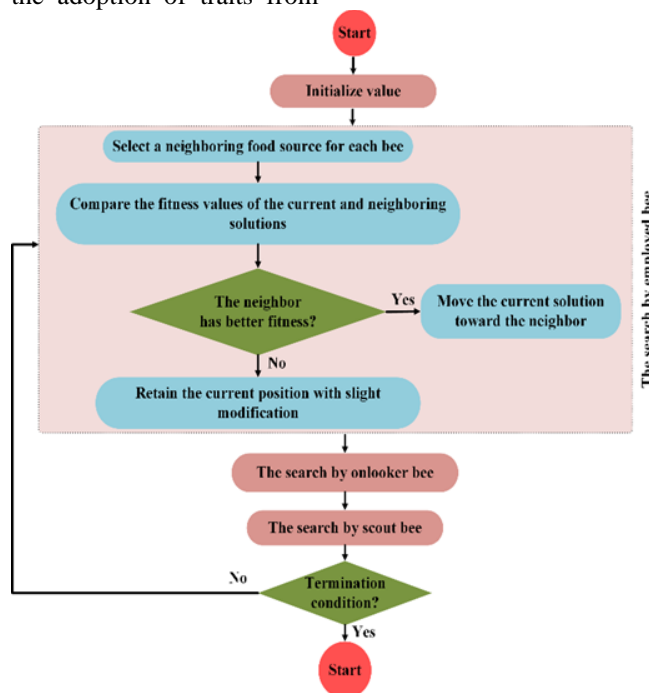 the adoption of traits from
Start
Initialize value
Select a neighboring food source for each bee
Compare the fitness values of the current and neighboring
solutions
The neighbor
has better fitness?
Yes
Move the current solution
toward the neighbor
No
Retain the current position with slight
modification
The search by employed bee
The search by onlooker bee
The search by scout bee
No
Termination
condition?
Yes
Start